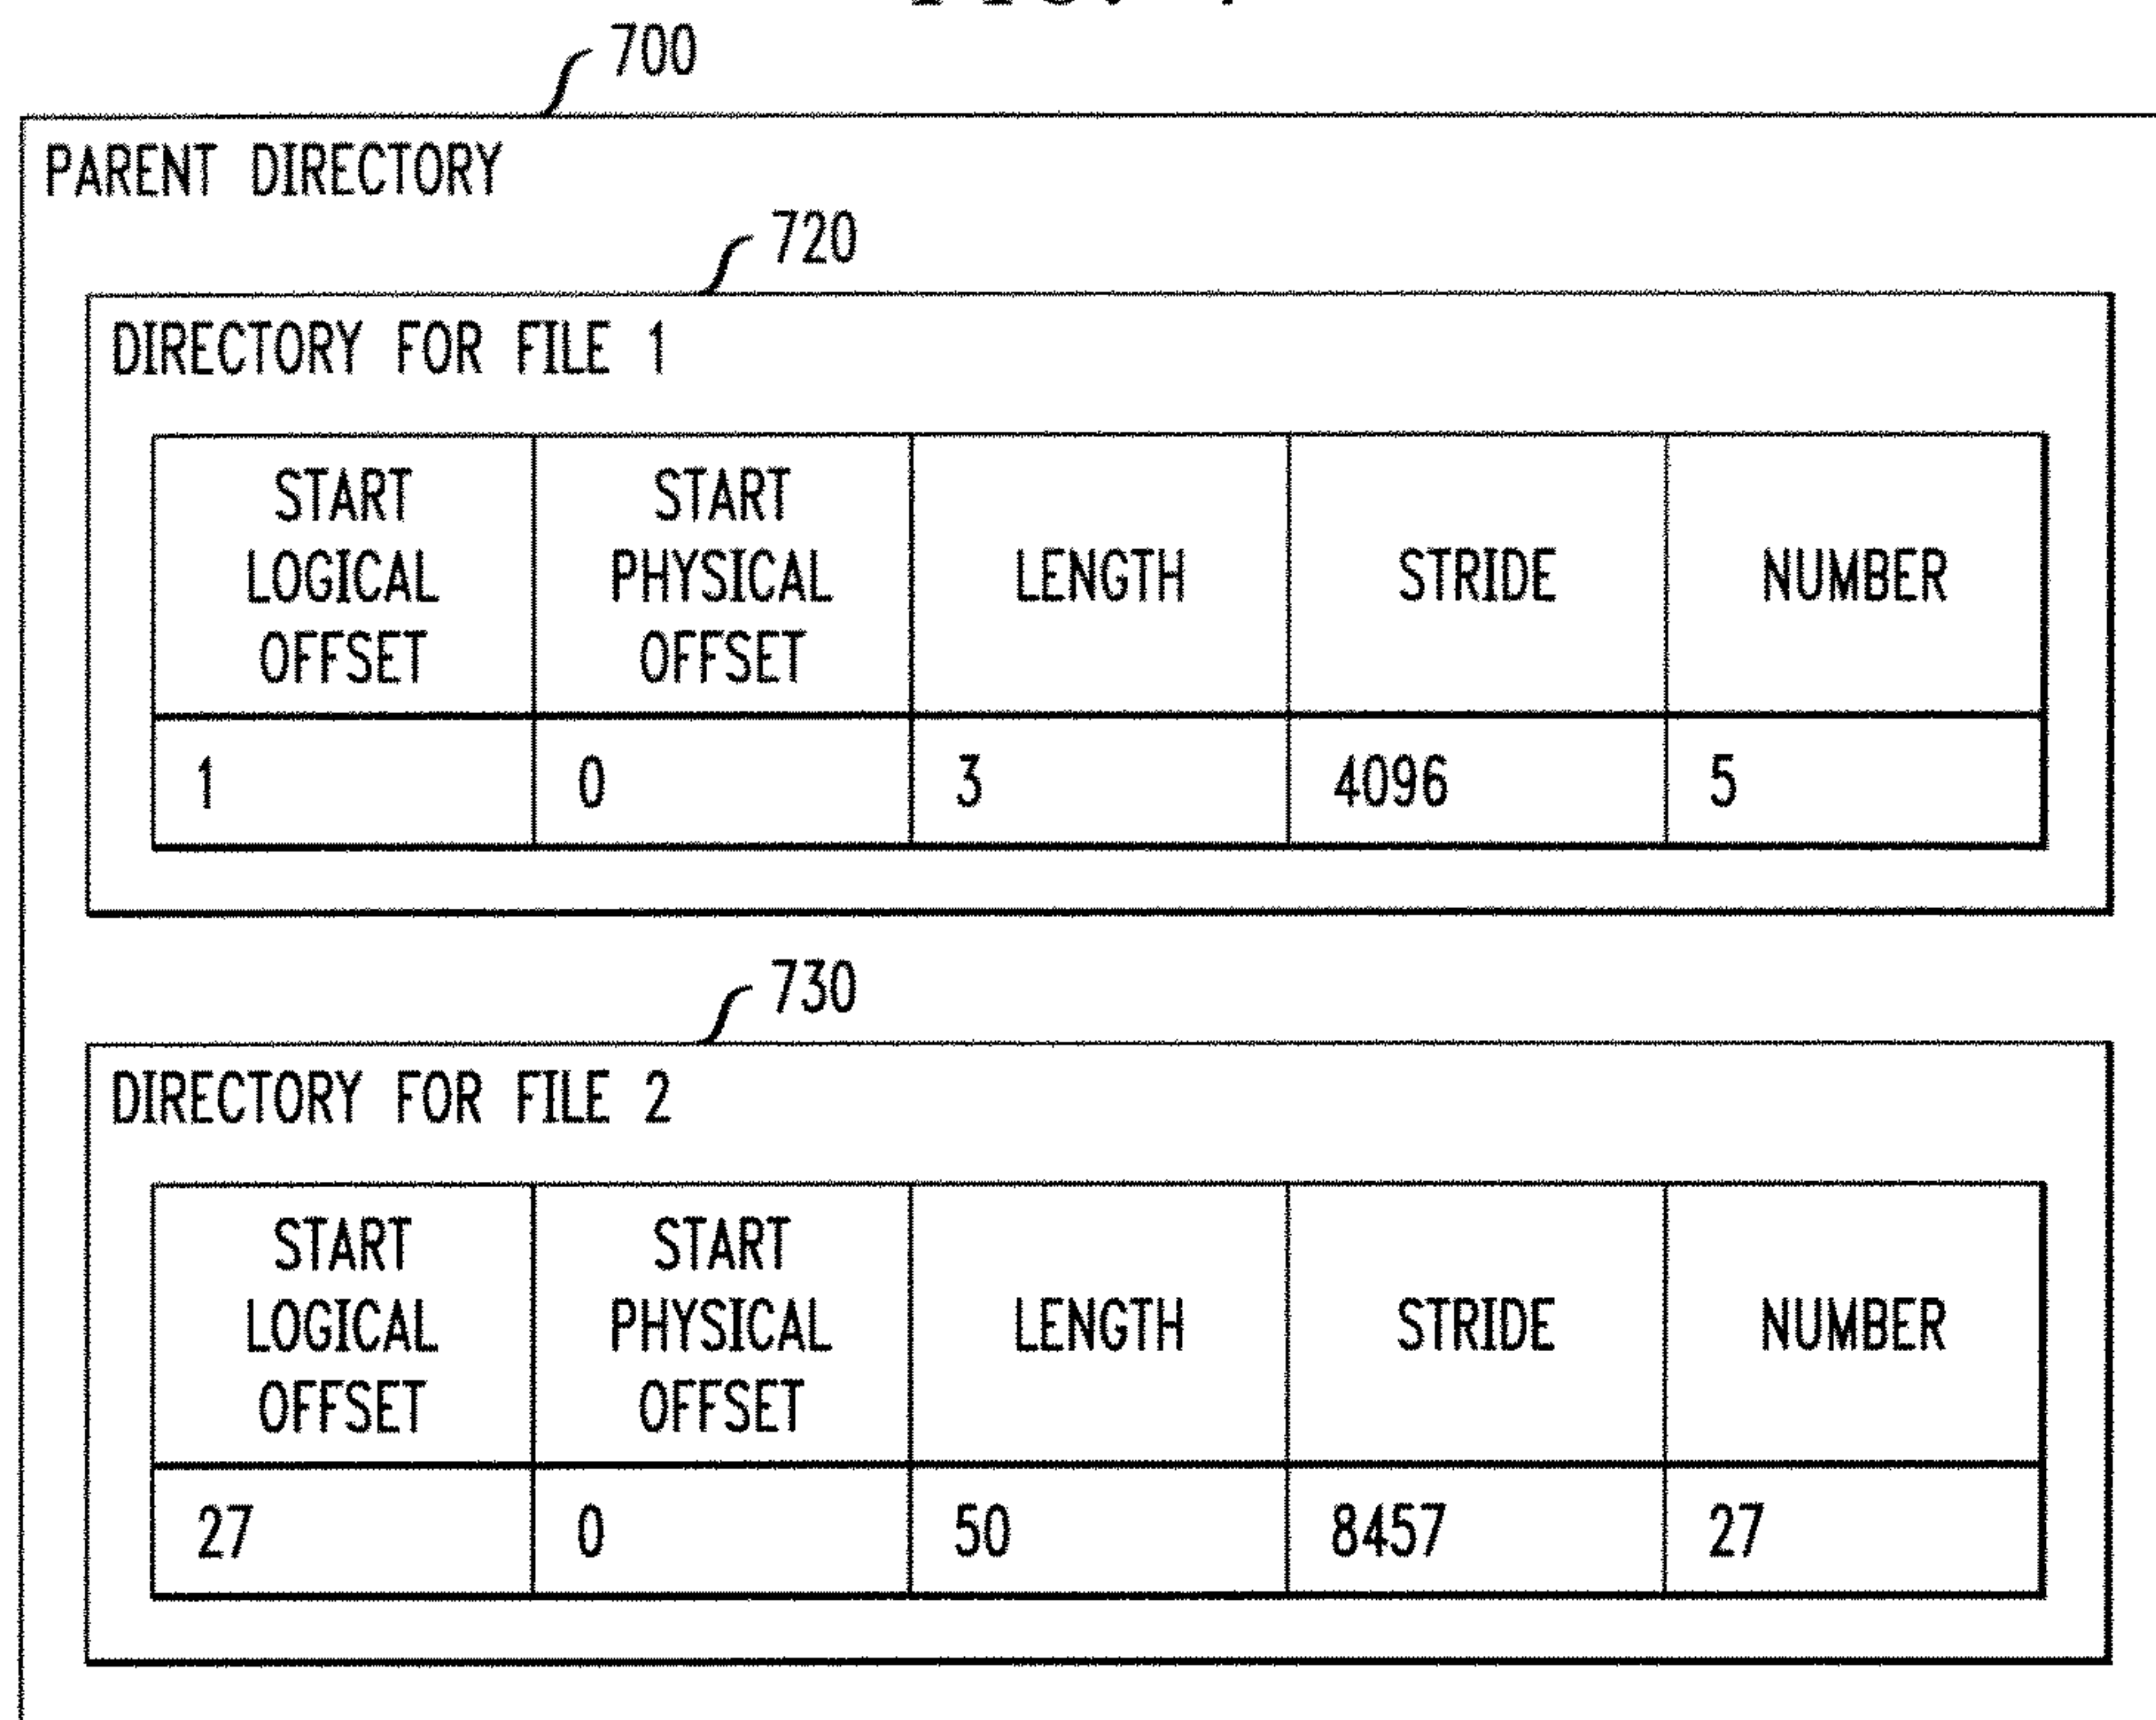 700
PARENT DIRECTORY
720
DIRECTORY FOR FILE 1
START LOGICAL OFFSET
START PHYSICAL OFFSET
LENGTH
STRIDE
NUMBER
1 0 3 4096 5
730
DIRECTORY FOR FILE 2
START LOGICAL OFFSET
START PHYSICAL OFFSET
LENGTH
STRIDE
NUMBER
27 0 50 8457 27